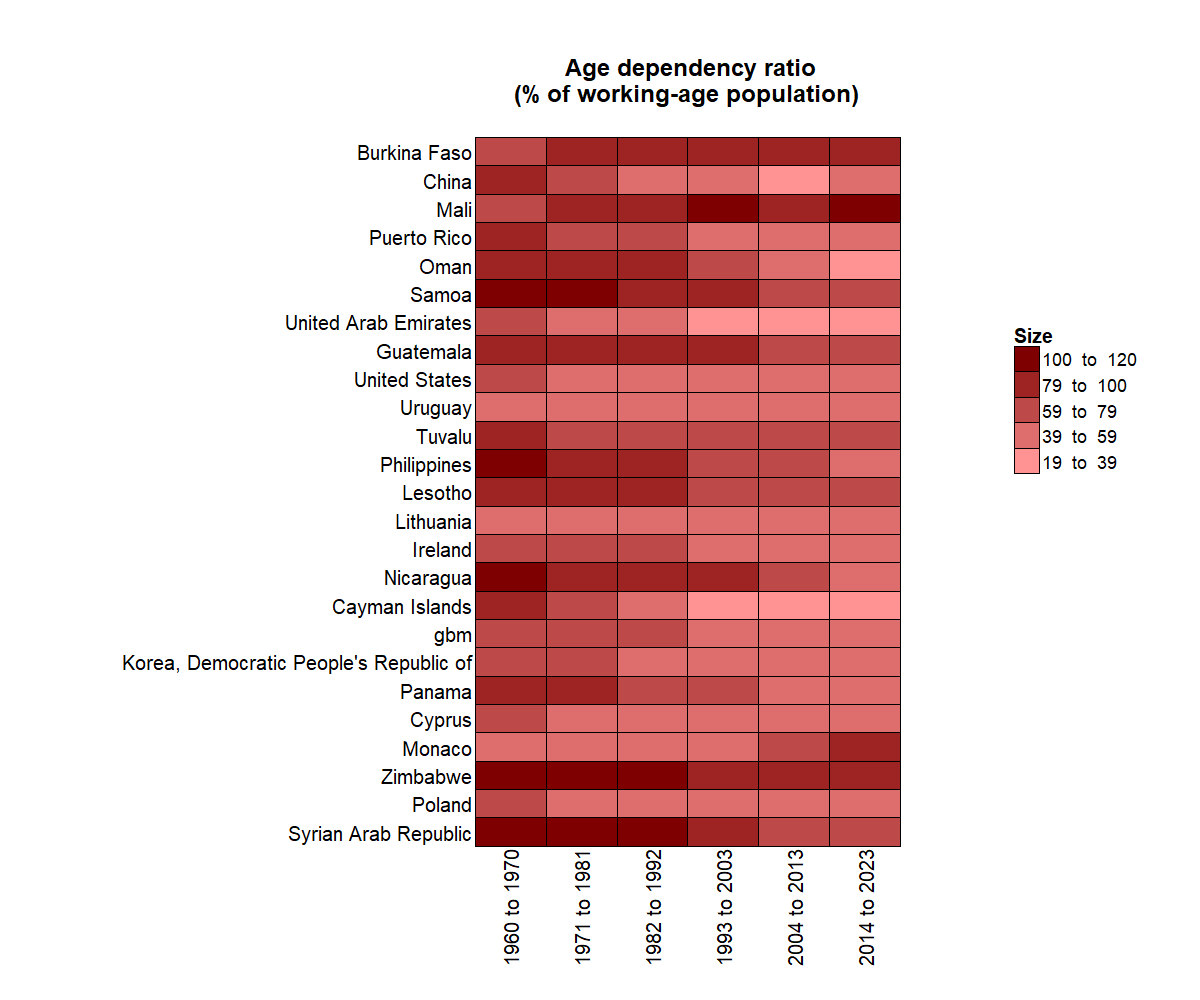 Age dependency ratio
(% of working-age population)
Burkina Faso
China
Mali
Puerto Rico
Oman
Samoa
United Arab Emirates
Guatemala
United States
Uruguay
Tuvalu
Philippines
Lesotho
Lithuania
Ireland
Nicaragua
Cayman Islands
gbm
Korea, Democratic People's Republic of
Panama
Cyprus
Monaco
Zimbabwe
Poland
Syrian Arab Republic
1960 to 1970
1971 to 1981
1982 to 1992
1993 to 2003
2004 to 2013
2014 to 2023
Size
100 to 120
79 to 100
59 to 79
39 to 59
19 to 39